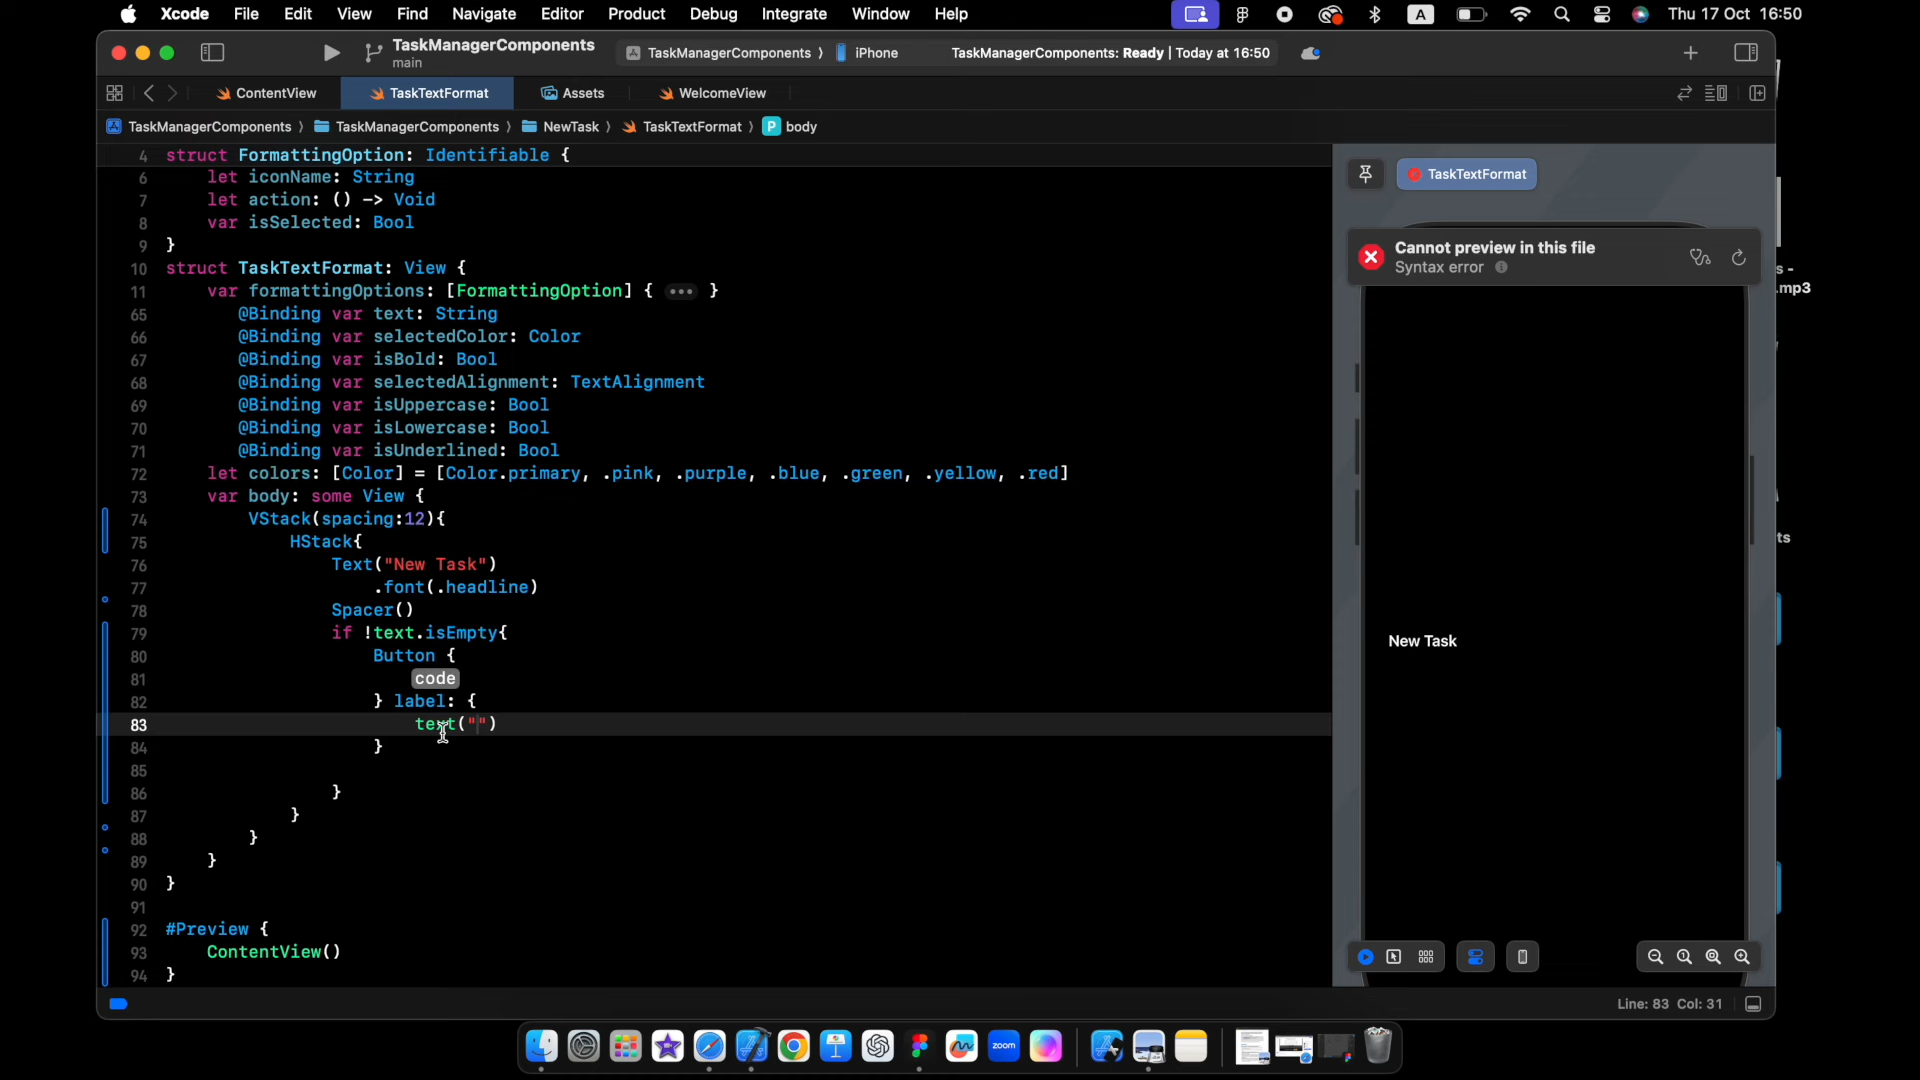 Xcode File Edit View Find Navigate Editor Product Debug Integrate Window Help A Thu 17 Oct 16:50
TaskManagerComponents
main
TaskManagerComponents 〉 iPhone
TaskManagerComponents: Ready | Today at 16:50
ContentView TaskTextFormat Assets WelcomeView
TaskManagerComponents 〉 TaskManagerComponents 〉 NewTask 〉 TaskTextFormat 〉 P body
4 struct FormattingOption: Identifiable {
6 let iconName: String
7 let action: () -> Void
8 var isSelected: Bool
9 }
10 struct TaskTextFormat: View {
11 var formattingOptions: [FormattingOption] { ••• }
65 @Binding var text: String
66 @Binding var selectedColor: Color
67 @Binding var isBold: Bool
68 @Binding var selectedAlignment: TextAlignment
69 @Binding var isUppercase: Bool
70 @Binding var isLowercase: Bool
71 @Binding var isUnderlined: Bool
72 let colors: [Color] = [Color.primary, .pink, .purple, .blue, .green, .yellow, .red]
73 var body: some View {
74 VStack(spacing:12){
75 HStack{
76 Text("New Task")
77 .font(.headline)
78 Spacer()
79 if !text.isEmpty{
80 Button {
81 code
82 } label: {
83 text("")
84 }
85
86 }
87 }
88 }
89 }
90 }
91
92 #Preview {
93 ContentView()
94 }
TaskTextFormat
Cannot preview in this file
Syntax error
New Task
Line: 83 Col: 31
s -
.mp3
ts
zoom